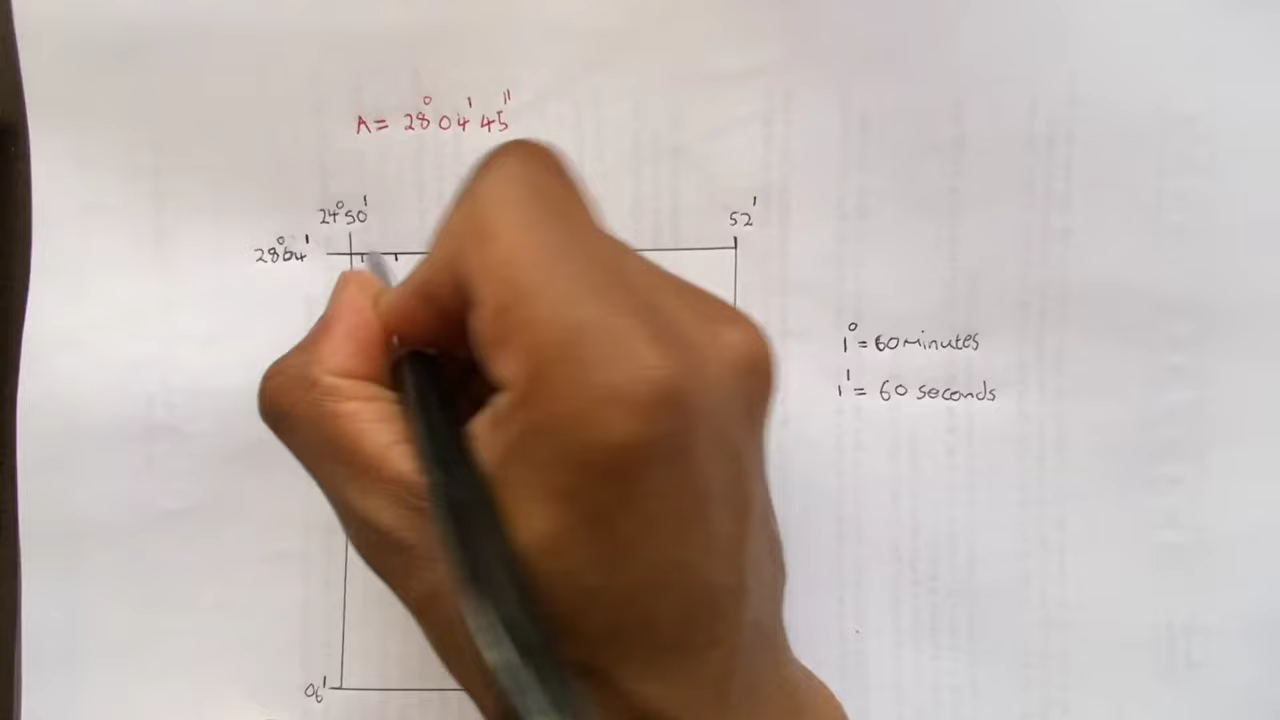 A= 28°04'45"
24°50'
52'
28°04'
1°= 60 minutes
1'= 60 seconds
06'